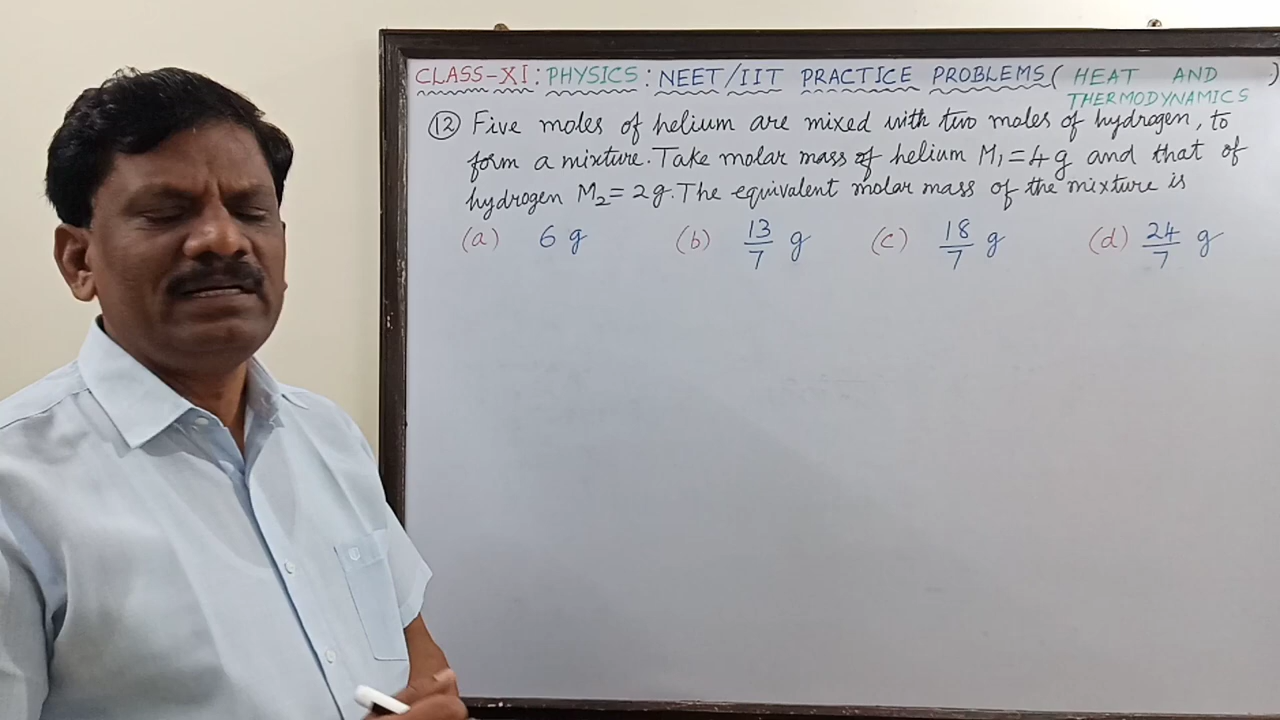 CLASS-XI: PHYSICS: NEET/IIT PRACTICE PROBLEMS (HEAT AND THERMODYNAMICS)
(12) Five moles of helium are mixed with two moles of hydrogen, to
form a mixture. Take molar mass of helium M₁=4 g and that of
hydrogen M₂=2g. The equivalent molar mass of the mixture is
(a) 6 g (b) 13/7 g (c) 18/7 g (d) 24/7 g